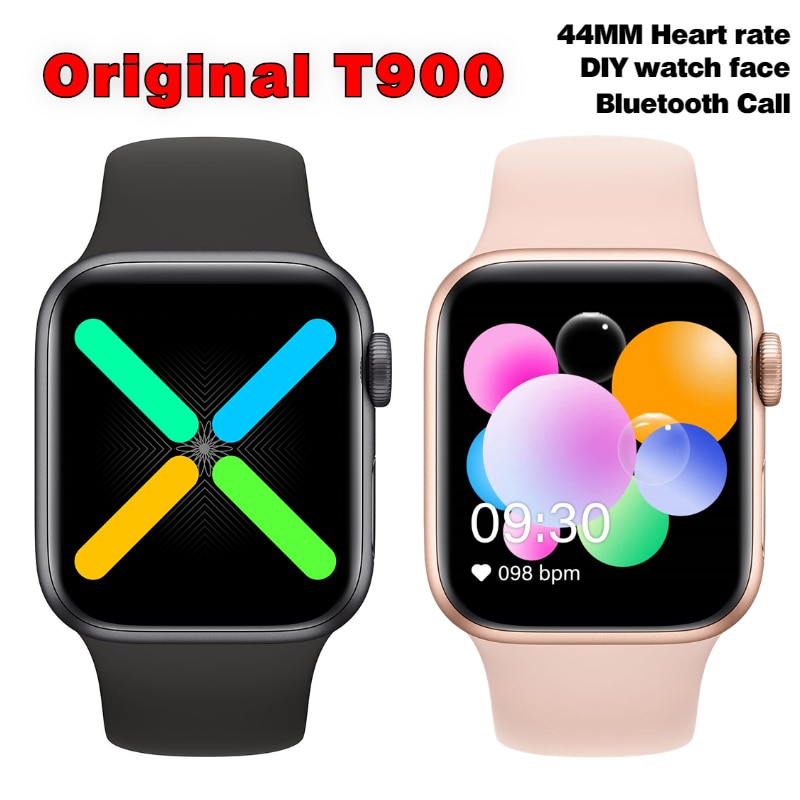 Original T900
44MM Heart rate
DIY watch face
Bluetooth Call
09:30
098 bpm